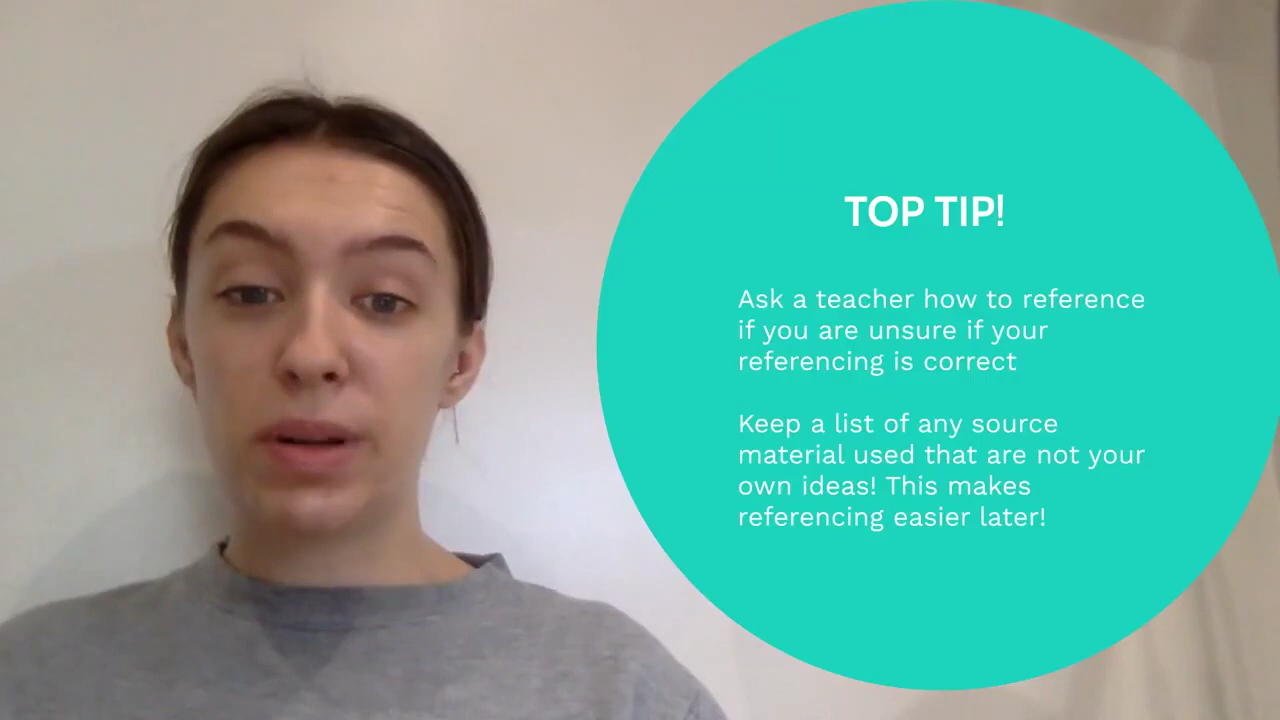 TOP TIP!
Ask a teacher how to reference
if you are unsure if your
referencing is correct
Keep a list of any source
material used that are not your
own ideas! This makes
referencing easier later!